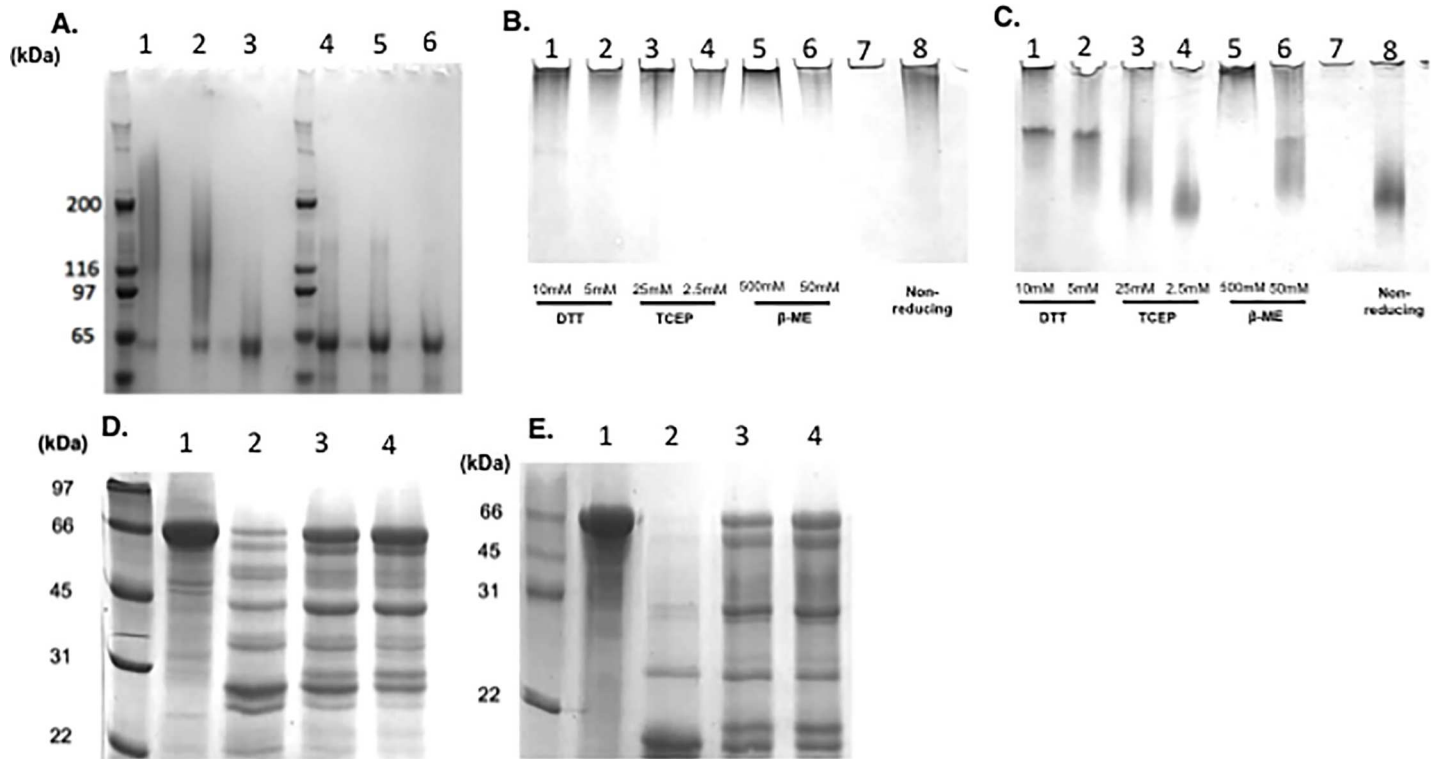 A.
(kDa)
1 2 3 4 5 6
200
116
97
65
B.
1 2 3 4 5 6 7 8
10mM 5mM 25mM 2.5mM 500mM 50mM
DTT TCEP β-ME
Non-
reducing
C.
1 2 3 4 5 6 7 8
10mM 5mM 25mM 2.5mM 500mM 50mM
DTT TCEP β-ME
Non-
reducing
D.
(kDa)
1 2 3 4
97
66
45
31
22
E.
(kDa)
1 2 3 4
66
45
31
22